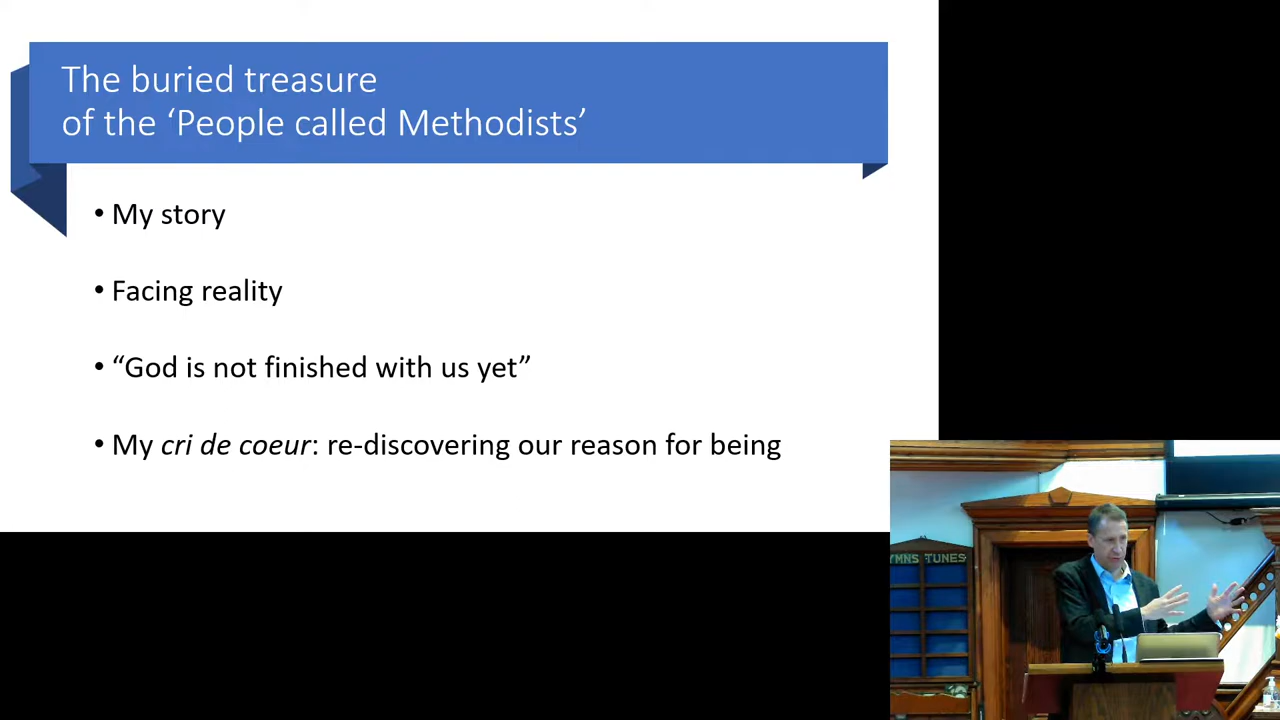 The buried treasure
of the ‘People called Methodists’
• My story
• Facing reality
• “God is not finished with us yet”
• My cri de coeur: re-discovering our reason for being
TUNES